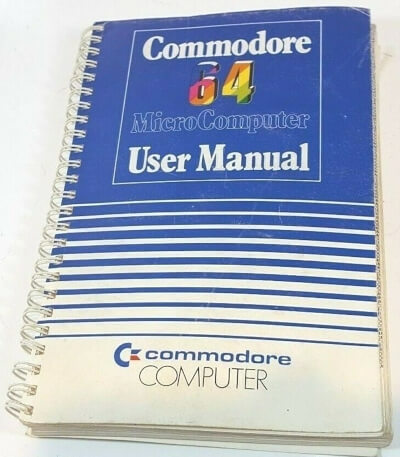 Commodore
64
MicroComputer
User Manual
commodore
COMPUTER